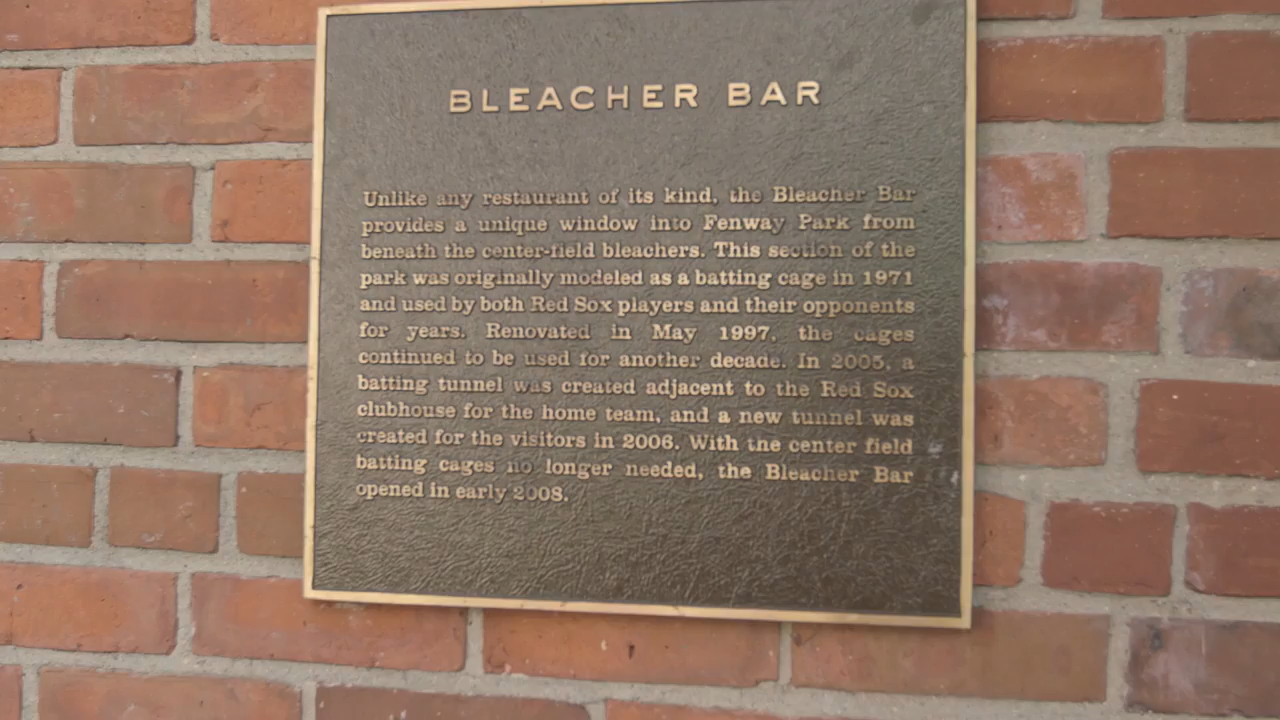 BLEACHER BAR
Unlike any restaurant of its kind, the Bleacher Bar
provides a unique window into Fenway Park from
beneath the center-field bleachers. This section of the
park was originally modeled as a batting cage in 1971
and used by both Red Sox players and their opponents
for years. Renovated in May 1997, the cages
continued to be used for another decade. In 2005, a
batting tunnel was created adjacent to the Red Sox
clubhouse for the home team, and a new tunnel was
created for the visitors in 2006. With the center field
batting cages no longer needed, the Bleacher Bar
opened in early 2008.